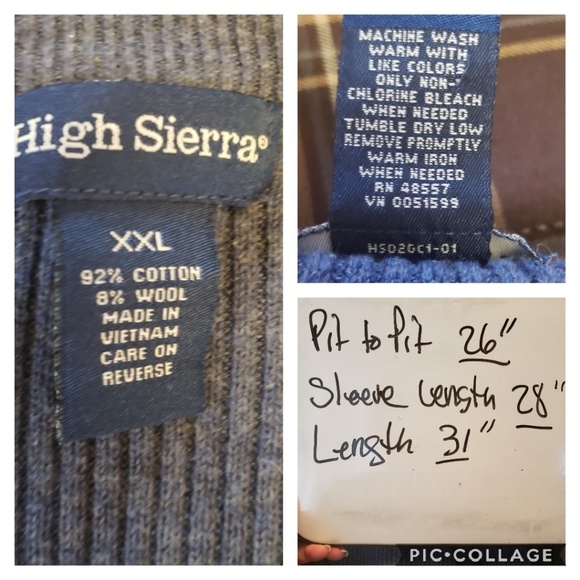 High Sierra®
XXL
92% COTTON
8% WOOL
MADE IN
VIETNAM
CARE ON
REVERSE
MACHINE WASH
WARM WITH
LIKE COLORS
ONLY NON-
CHLORINE BLEACH
WHEN NEEDED
TUMBLE DRY LOW
REMOVE PROMPTLY
WARM IRON
WHEN NEEDED
RN 48557
VN 0051599
HSD2GC1-01
Pit to Pit 26"
Sleeve Length 28"
Length 31"
PIC•COLLAGE